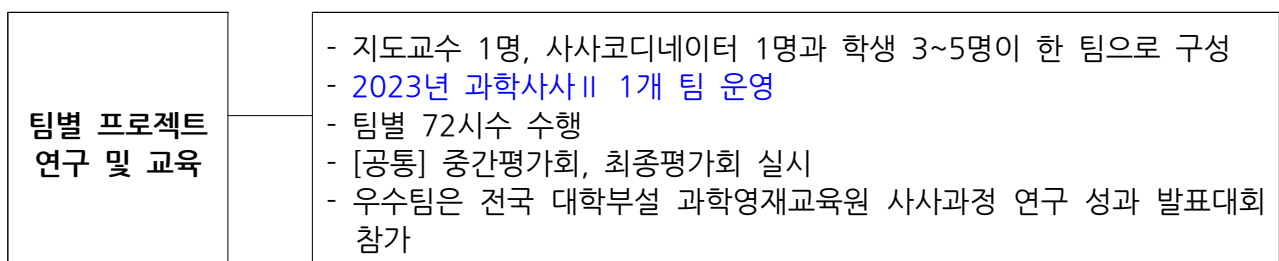 팀별 프로젝트
연구 및 교육
- 지도교수 1명, 사사코디네이터 1명과 학생 3~5명이 한 팀으로 구성
- 2023년 과학사사Ⅱ 1개 팀 운영
- 팀별 72시수 수행
- [공통] 중간평가회, 최종평가회 실시
- 우수팀은 전국 대학부설 과학영재교육원 사사과정 연구 성과 발표대회
참가